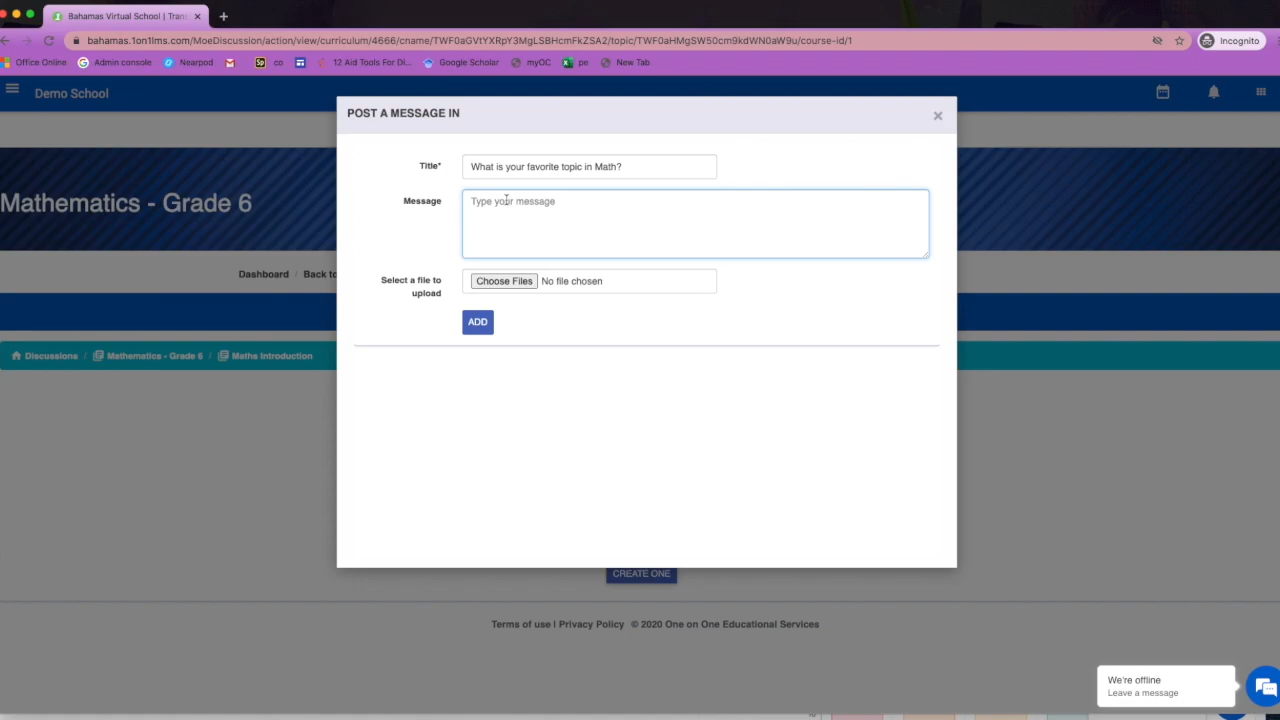 Bahamas Virtual School | Tran
bahamas.1on1lms.com/MoeDiscussion/action/view/curriculum/4666/cname/TWF0aGVtYXRpY3MgLSBHcmFkZSA2/topic/TWF0aHMgSW50cm9kdWN0aW9u/course-id/1
Incognito
Office Online Admin console Nearpod Sp co 12 Aid Tools For Di... Google Scholar myOC pe New Tab
Demo School
POST A MESSAGE IN
Title* What is your favorite topic in Math?
Message Type your message
Mathematics - Grade 6
Dashboard Back to
Select a file to upload
Choose Files No file chosen
ADD
Discussions / Mathematics - Grade 6 / Maths Introduction
CREATE ONE
Terms of use | Privacy Policy © 2020 One on One Educational Services
We're offline
Leave a message